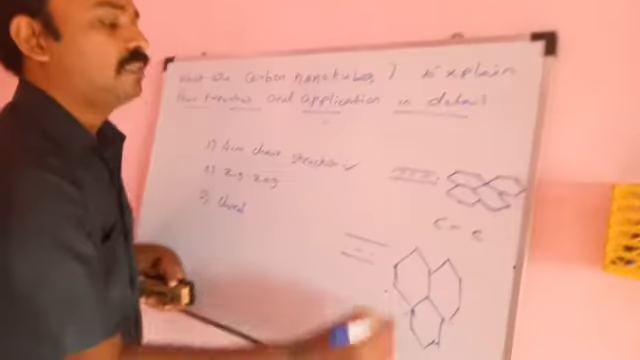 What are Carbon nanotubes? Explain
their and application in detail
1) Arm chair structure ✓
2) Zig zag
3) Chiral
C - C